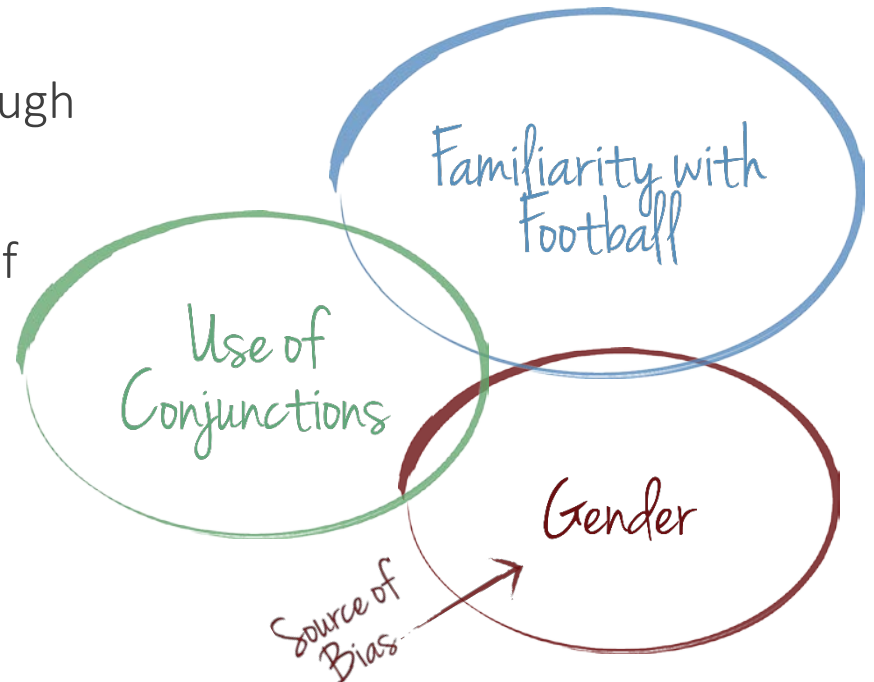 ugh
Familiarity with
Football
f
Use of
Conjunctions
Gender
Source of
Bias